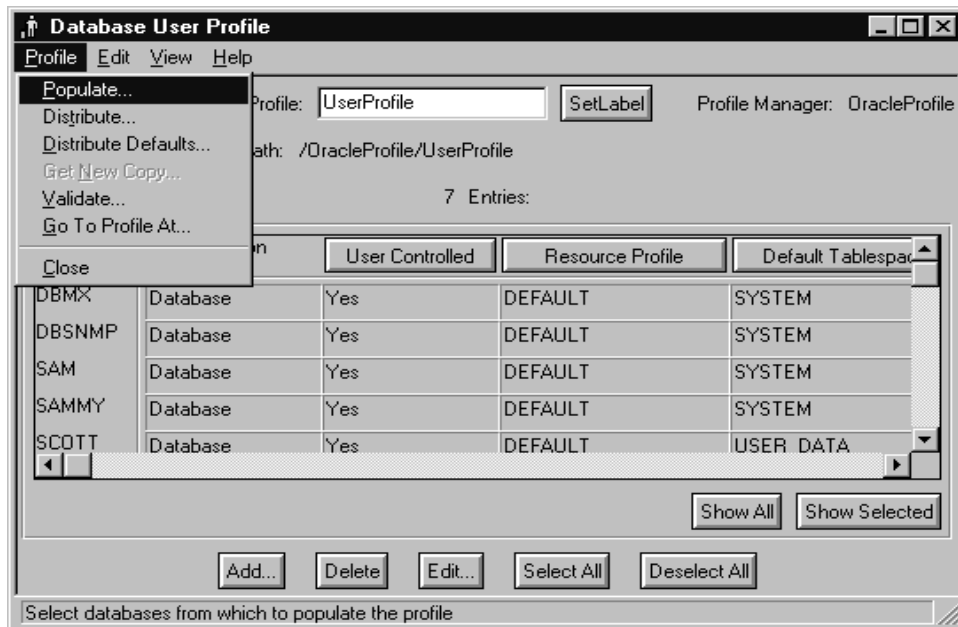 Database User Profile
Profile Edit View Help
Populate...
Distribute...
Distribute Defaults...
Get New Copy...
Validate...
Go To Profile At...
Close
Profile: UserProfile SetLabel Profile Manager: OracleProfile
ath: /OracleProfile/UserProfile
7 Entries:
on User Controlled Resource Profile Default Tablespac
DBMX Database Yes DEFAULT SYSTEM
DBSNMP Database Yes DEFAULT SYSTEM
SAM Database Yes DEFAULT SYSTEM
SAMMY Database Yes DEFAULT SYSTEM
SCOTT Database Yes DEFAULT USER_DATA
Show All Show Selected
Add... Delete Edit... Select All Deselect All
Select databases from which to populate the profile